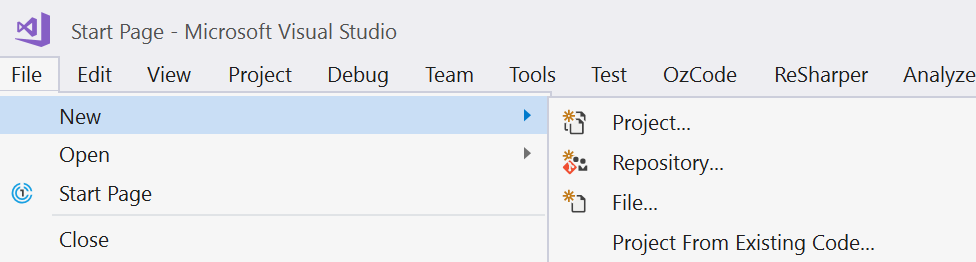 Start Page - Microsoft Visual Studio
File Edit View Project Debug Team Tools Test OzCode ReSharper Analyze
New
Project...
Open
Repository...
1 Start Page
File...
Close
Project From Existing Code...